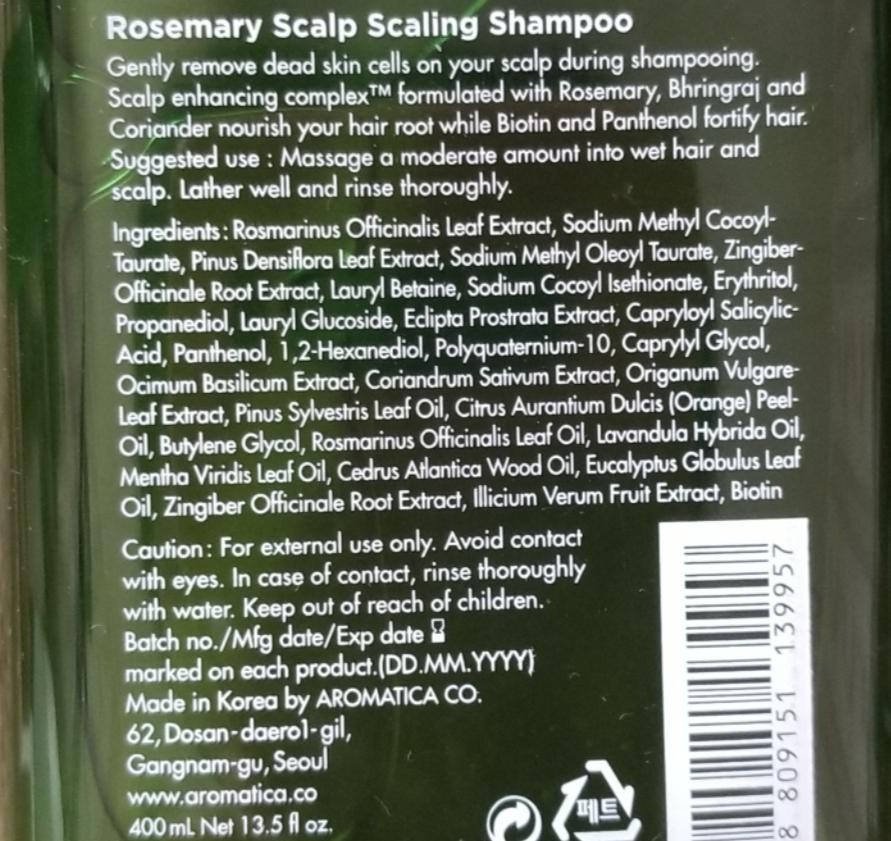 Rosemary Scalp Scaling Shampoo
Gently remove dead skin cells on your scalp during shampooing.
Scalp enhancing complex™ formulated with Rosemary, Bhringraj and
Coriander nourish your hair root while Biotin and Panthenol fortify hair.
Suggested use : Massage a moderate amount into wet hair and
scalp. Lather well and rinse thoroughly.
Ingredients : Rosmarinus Officinalis Leaf Extract, Sodium Methyl Cocoyl-
Taurate, Pinus Densiflora Leaf Extract, Sodium Methyl Oleoyl Taurate, Zingiber-
Officinale Root Extract, Lauryl Betaine, Sodium Cocoyl Isethionate, Erythritol,
Propanediol, Lauryl Glucoside, Eclipta Prostrata Extract, Capryloyl Salicylic-
Acid, Panthenol, 1,2-Hexanediol, Polyquaternium-10, Caprylyl Glycol,
Ocimum Basilicum Extract, Coriandrum Sativum Extract, Origanum Vulgare-
Leaf Extract, Pinus Sylvestris Leaf Oil, Citrus Aurantium Dulcis (Orange) Peel-
Oil, Butylene Glycol, Rosmarinus Officinalis Leaf Oil, Lavandula Hybrida Oil,
Mentha Viridis Leaf Oil, Cedrus Atlantica Wood Oil, Eucalyptus Globulus Leaf
Oil, Zingiber Officinale Root Extract, Illicium Verum Fruit Extract, Biotin
Caution : For external use only. Avoid contact
with eyes. In case of contact, rinse thoroughly
with water. Keep out of reach of children.
Batch no./Mfg date/Exp date
marked on each product.(DD.MM.YYYY)
Made in Korea by AROMATICA CO.
62, Dosan-daero1-gil,
Gangnam-gu, Seoul
www.aromatica.co
400 mL Net 13.5 fl oz.
페트
8 809151 139957